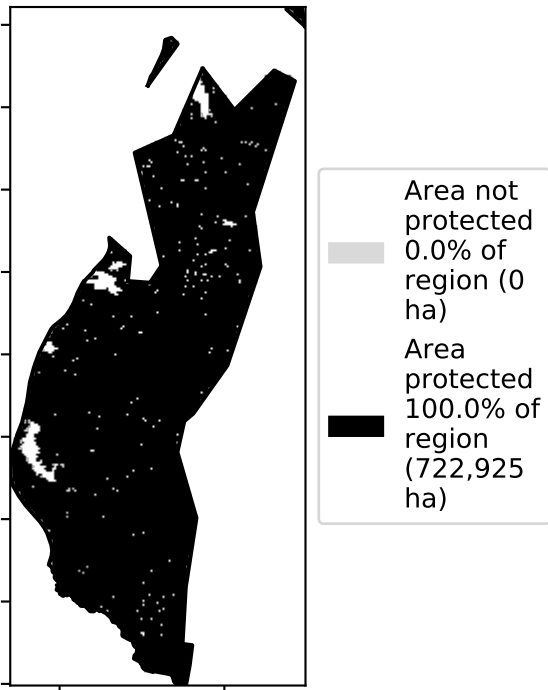 Area not
protected
0.0% of
region (0
ha)
Area
protected
100.0% of
region
(722,925
ha)